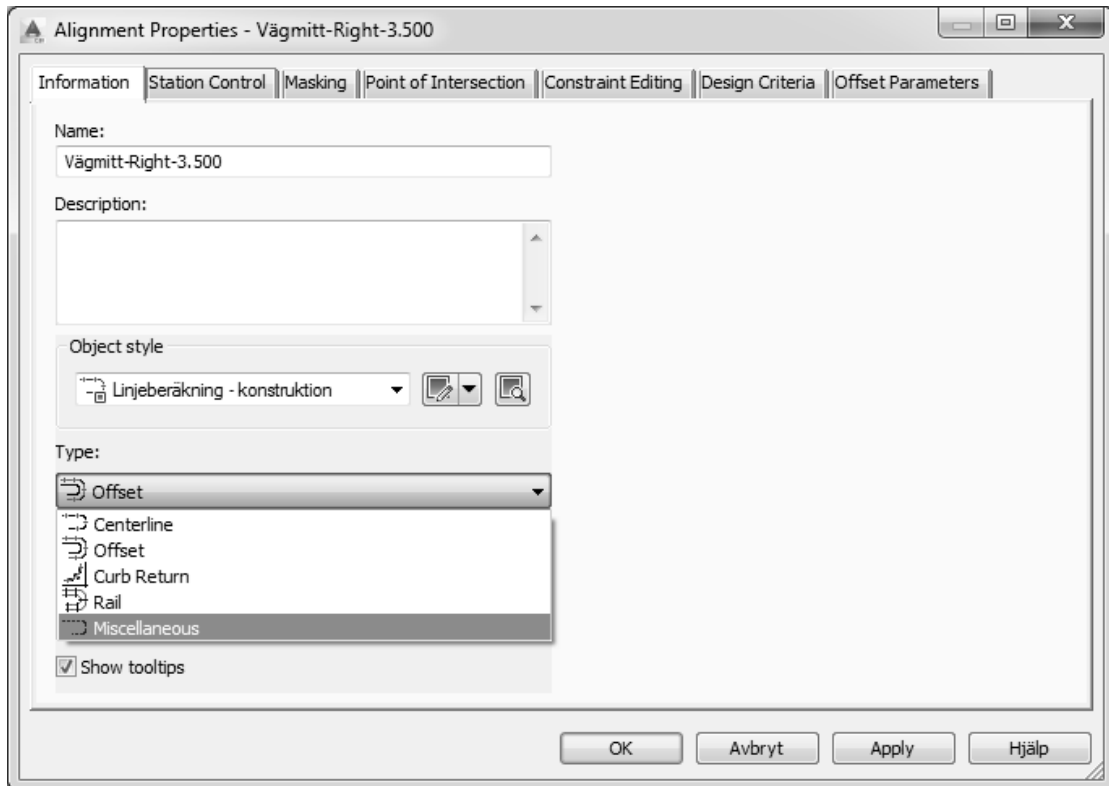 Alignment Properties - Vägmitt-Right-3.500
Information Station Control Masking Point of Intersection Constraint Editing Design Criteria Offset Parameters
Name:
Vägmitt-Right-3.500
Description:
Object style
Linjeberäkning - konstruktion
Type:
Offset
Centerline
Offset
Curb Return
Rail
Miscellaneous
Show tooltips
OK Avbryt Apply Hjälp